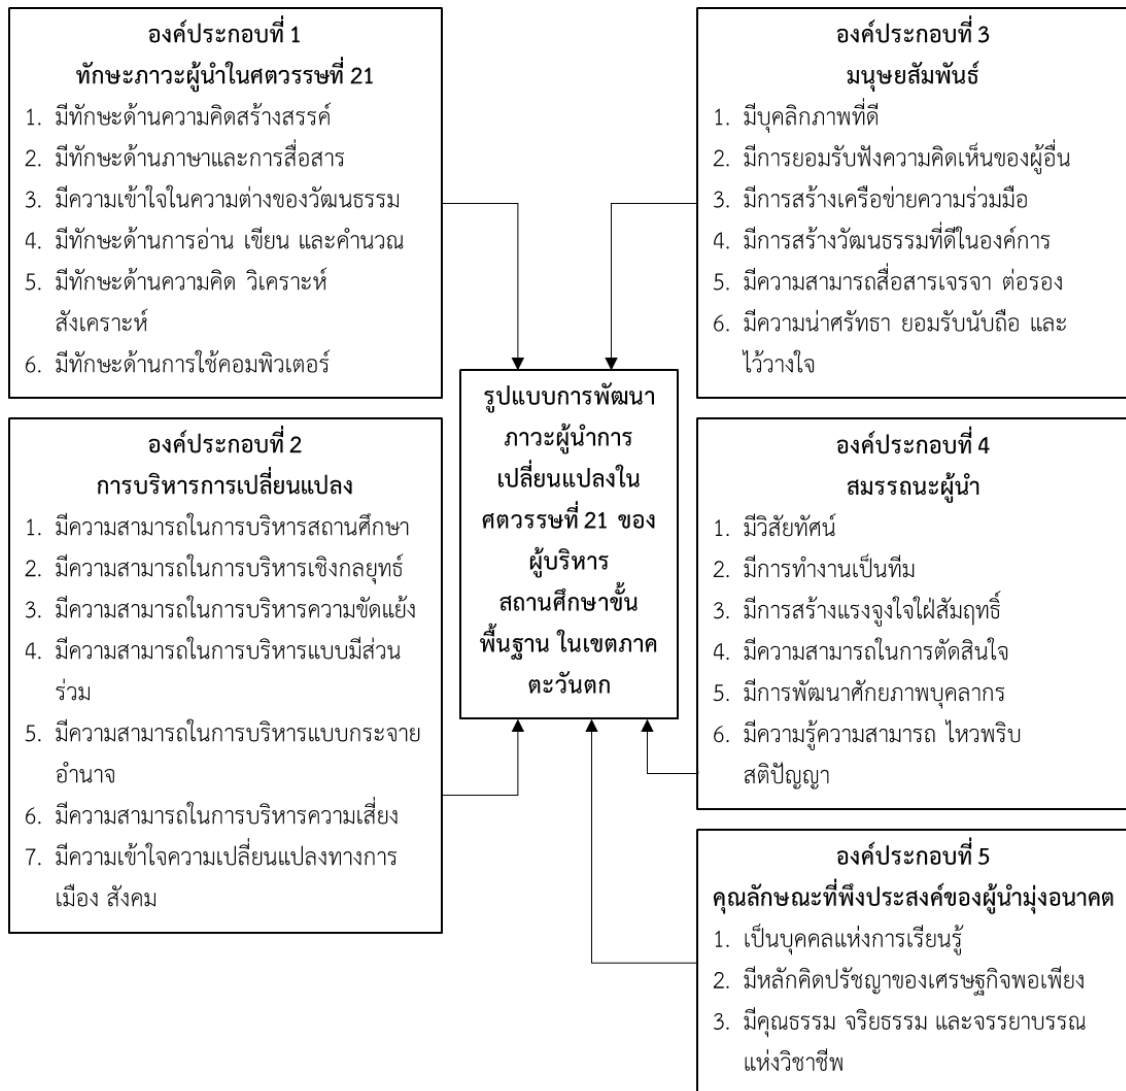 องค์ประกอบที่ 1
ทักษะภาวะผู้นำในศตวรรษที่ 21
1. มีทักษะด้านความคิดสร้างสรรค์
2. มีทักษะด้านภาษาและการสื่อสาร
3. มีความเข้าใจในความต่างของวัฒนธรรม
4. มีทักษะด้านการอ่าน เขียน และคำนวณ
5. มีทักษะด้านความคิด วิเคราะห์
สังเคราะห์
6. มีทักษะด้านการใช้คอมพิวเตอร์
องค์ประกอบที่ 2
การบริหารการเปลี่ยนแปลง
1. มีความสามารถในการบริหารสถานศึกษา
2. มีความสามารถในการบริหารเชิงกลยุทธ์
3. มีความสามารถในการบริหารความขัดแย้ง
4. มีความสามารถในการบริหารแบบมีส่วน
ร่วม
5. มีความสามารถในการบริหารแบบกระจาย
อำนาจ
6. มีความสามารถในการบริหารความเสี่ยง
7. มีความเข้าใจความเปลี่ยนแปลงทางการ
เมือง สังคม
รูปแบบการพัฒนา
ภาวะผู้นำการ
เปลี่ยนแปลงใน
ศตวรรษที่ 21 ของ
ผู้บริหาร
สถานศึกษาขั้น
พื้นฐาน ในเขตภาค
ตะวันตก
องค์ประกอบที่ 3
มนุษยสัมพันธ์
1. มีบุคลิกภาพที่ดี
2. มีการยอมรับฟังความคิดเห็นของผู้อื่น
3. มีการสร้างเครือข่ายความร่วมมือ
4. มีการสร้างวัฒนธรรมที่ดีในองค์การ
5. มีความสามารถสื่อสารเจรจา ต่อรอง
6. มีความน่าศรัทธา ยอมรับนับถือ และ
ไว้วางใจ
องค์ประกอบที่ 4
สมรรถนะผู้นำ
1. มีวิสัยทัศน์
2. มีการทำงานเป็นทีม
3. มีการสร้างแรงจูงใจใฝ่สัมฤทธิ์
4. มีความสามารถในการตัดสินใจ
5. มีการพัฒนาศักยภาพบุคลากร
6. มีความรู้ความสามารถ ไหวพริบ
สติปัญญา
องค์ประกอบที่ 5
คุณลักษณะที่พึงประสงค์ของผู้นำมุ่งอนาคต
1. เป็นบุคคลแห่งการเรียนรู้
2. มีหลักคิดปรัชญาของเศรษฐกิจพอเพียง
3. มีคุณธรรม จริยธรรม และจรรยาบรรณ
แห่งวิชาชีพ